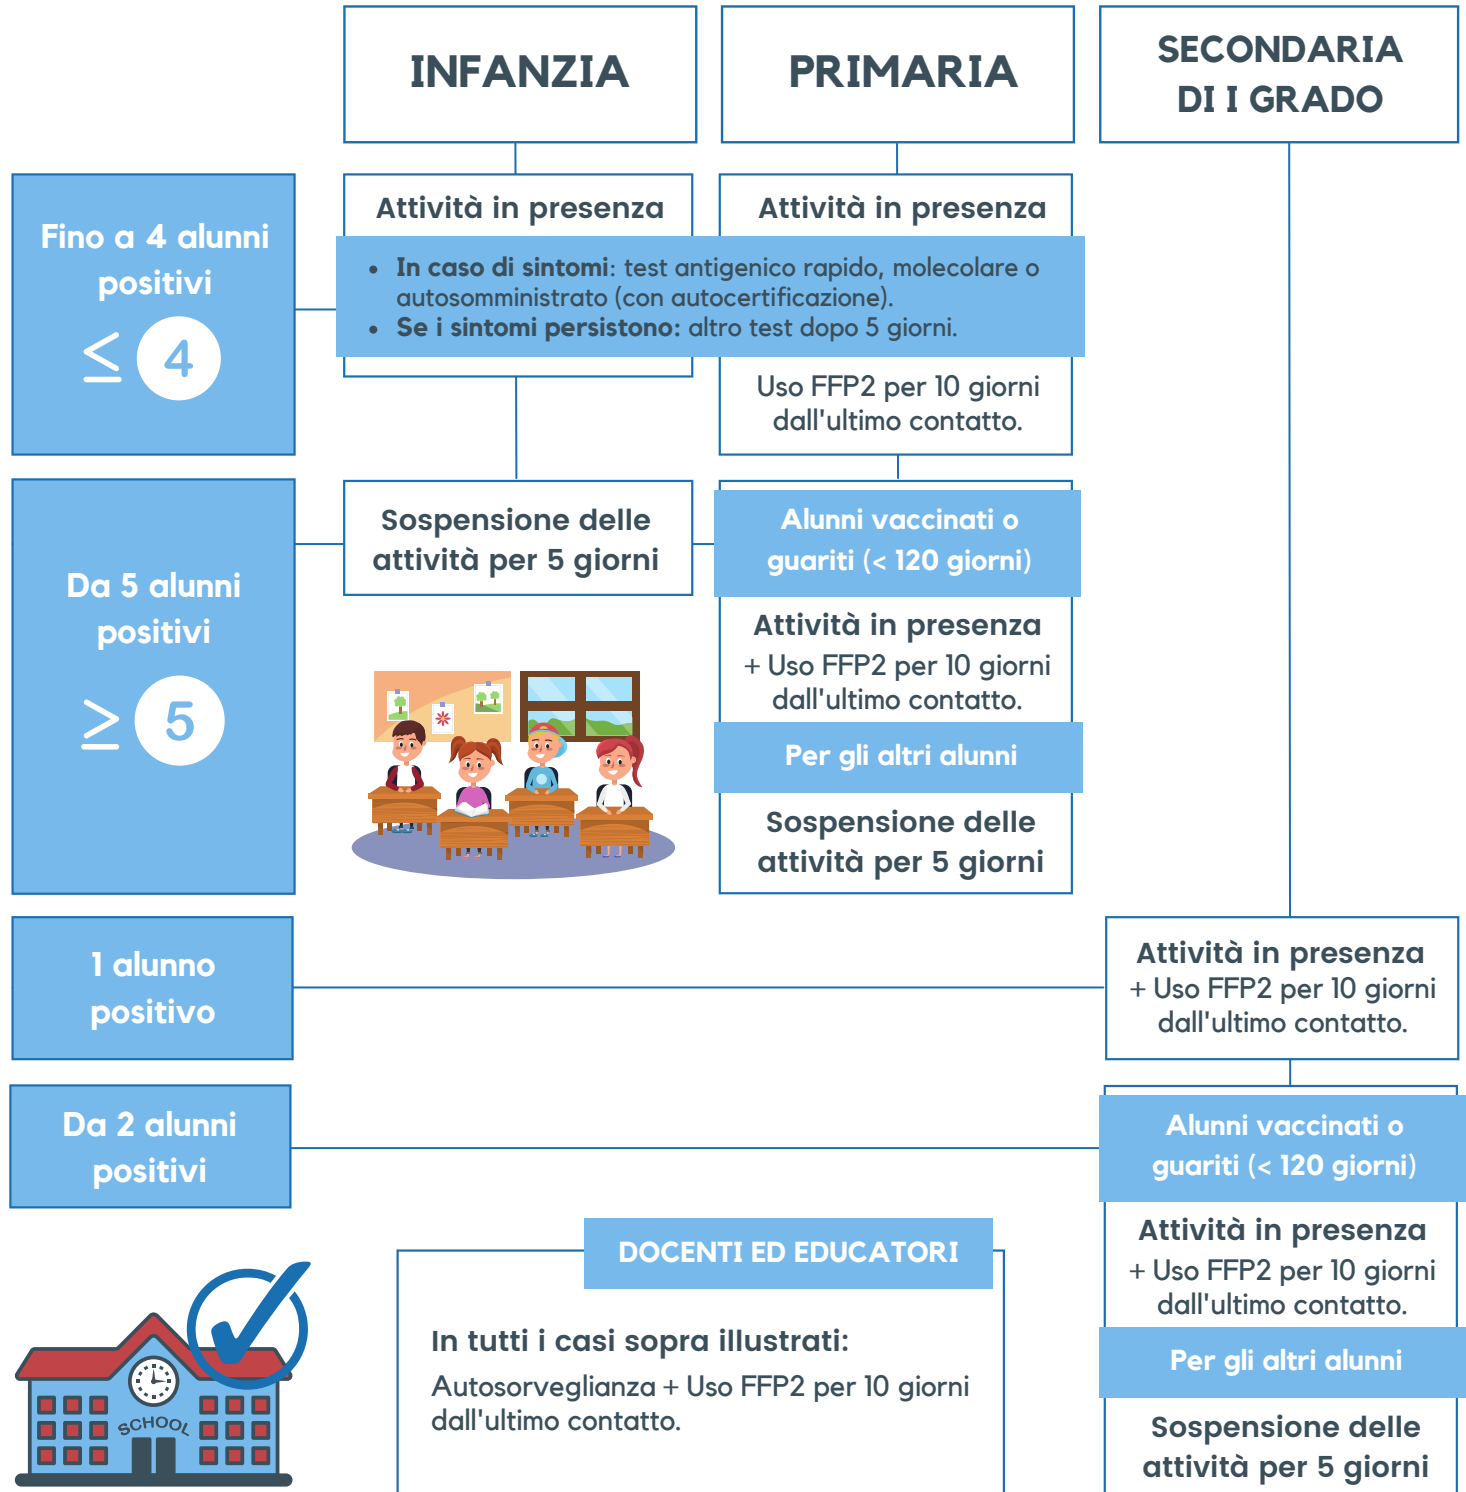 INFANZIA
PRIMARIA
SECONDARIA
DI I GRADO
Fino a 4 alunni
positivi
≤ 4
Attività in presenza
Attività in presenza
• In caso di sintomi: test antigenico rapido, molecolare o
autosomministrato (con autocertificazione).
• Se i sintomi persistono: altro test dopo 5 giorni.
Uso FFP2 per 10 giorni
dall'ultimo contatto.
Da 5 alunni
positivi
≥ 5
Sospensione delle
attività per 5 giorni
Alunni vaccinati o
guariti (< 120 giorni)
Attività in presenza
+ Uso FFP2 per 10 giorni
dall'ultimo contatto.
Per gli altri alunni
Sospensione delle
attività per 5 giorni
1 alunno
positivo
Attività in presenza
+ Uso FFP2 per 10 giorni
dall'ultimo contatto.
Da 2 alunni
positivi
Alunni vaccinati o
guariti (< 120 giorni)
Attività in presenza
+ Uso FFP2 per 10 giorni
dall'ultimo contatto.
Per gli altri alunni
Sospensione delle
attività per 5 giorni
DOCENTI ED EDUCATORI
In tutti i casi sopra illustrati:
Autosorveglianza + Uso FFP2 per 10 giorni
dall'ultimo contatto.
SCHOOL